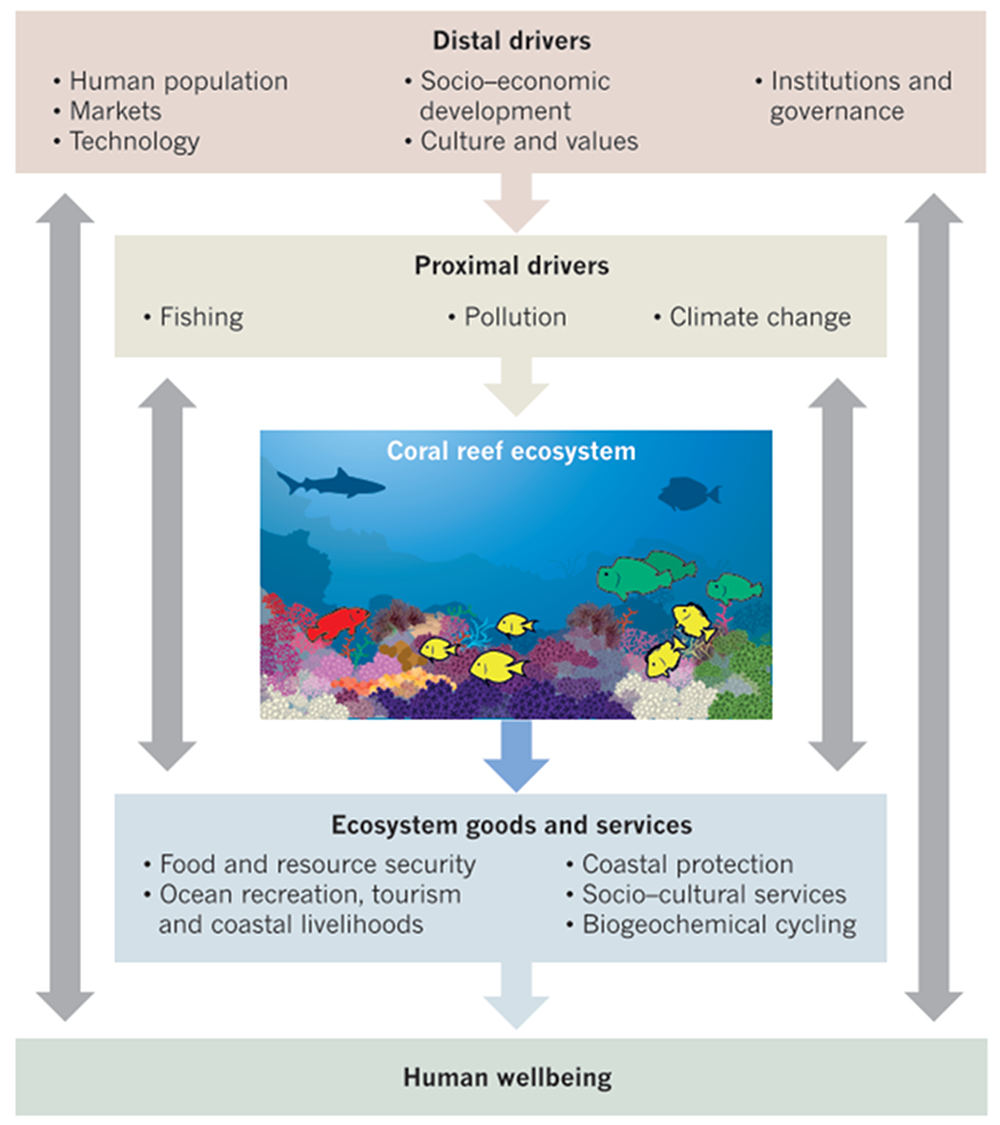 Distal drivers
• Human population
• Markets
• Technology
• Socio–economic
development
• Culture and values
• Institutions and
governance
Proximal drivers
• Fishing
• Pollution
• Climate change
Coral reef ecosystem
Ecosystem goods and services
• Food and resource security
• Ocean recreation, tourism
and coastal livelihoods
• Coastal protection
• Socio–cultural services
• Biogeochemical cycling
Human wellbeing